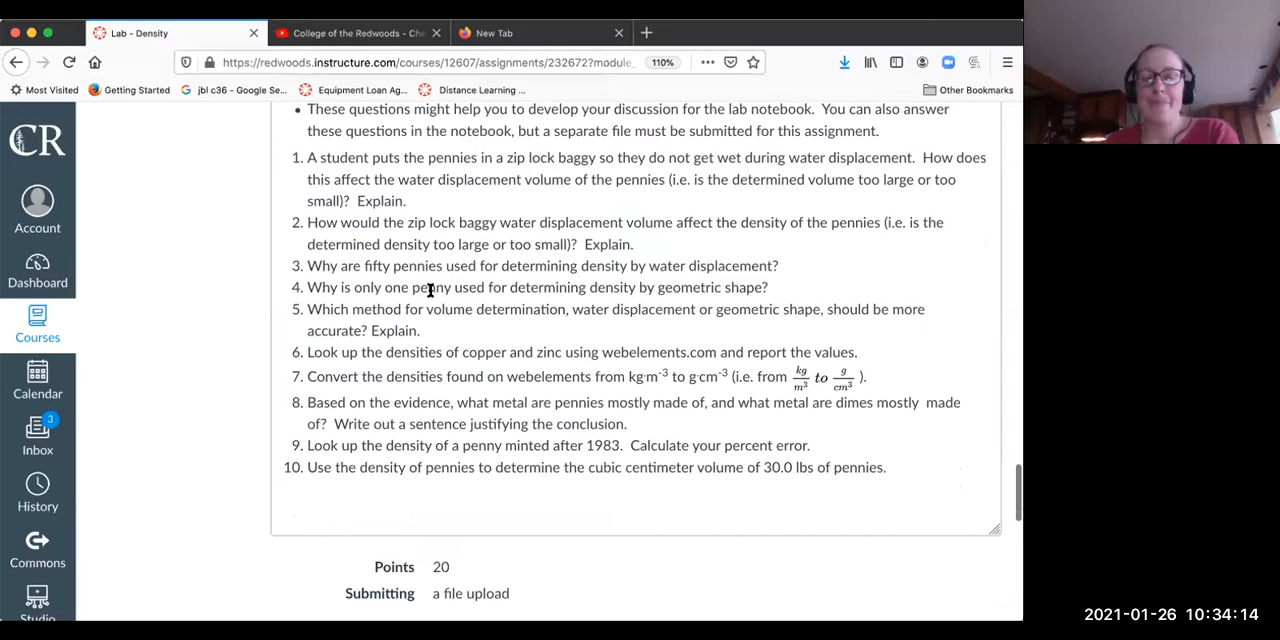 Lab - Density
College of the Redwoods - Che
New Tab
https://redwoods.instructure.com/courses/12607/assignments/232672?module_
110%
Most Visited
Getting Started
jbl c36 - Google Se...
Equipment Loan Ag...
Distance Learning ...
Other Bookmarks
CR
Account
Dashboard
Courses
Calendar
3
Inbox
History
Commons
Studio
• These questions might help you to develop your discussion for the lab notebook. You can also answer
these questions in the notebook, but a separate file must be submitted for this assignment.
1. A student puts the pennies in a zip lock baggy so they do not get wet during water displacement. How does
this affect the water displacement volume of the pennies (i.e. is the determined volume too large or too
small)? Explain.
2. How would the zip lock baggy water displacement volume affect the density of the pennies (i.e. is the
determined density too large or too small)? Explain.
3. Why are fifty pennies used for determining density by water displacement?
4. Why is only one penny used for determining density by geometric shape?
5. Which method for volume determination, water displacement or geometric shape, should be more
accurate? Explain.
6. Look up the densities of copper and zinc using webelements.com and report the values.
7. Convert the densities found on webelements from kg·m⁻³ to g·cm⁻³ (i.e. from kg/m³ to g/cm³ ).
8. Based on the evidence, what metal are pennies mostly made of, and what metal are dimes mostly made
of? Write out a sentence justifying the conclusion.
9. Look up the density of a penny minted after 1983. Calculate your percent error.
10. Use the density of pennies to determine the cubic centimeter volume of 30.0 lbs of pennies.
Points 20
Submitting a file upload
2021-01-26 10:34:14